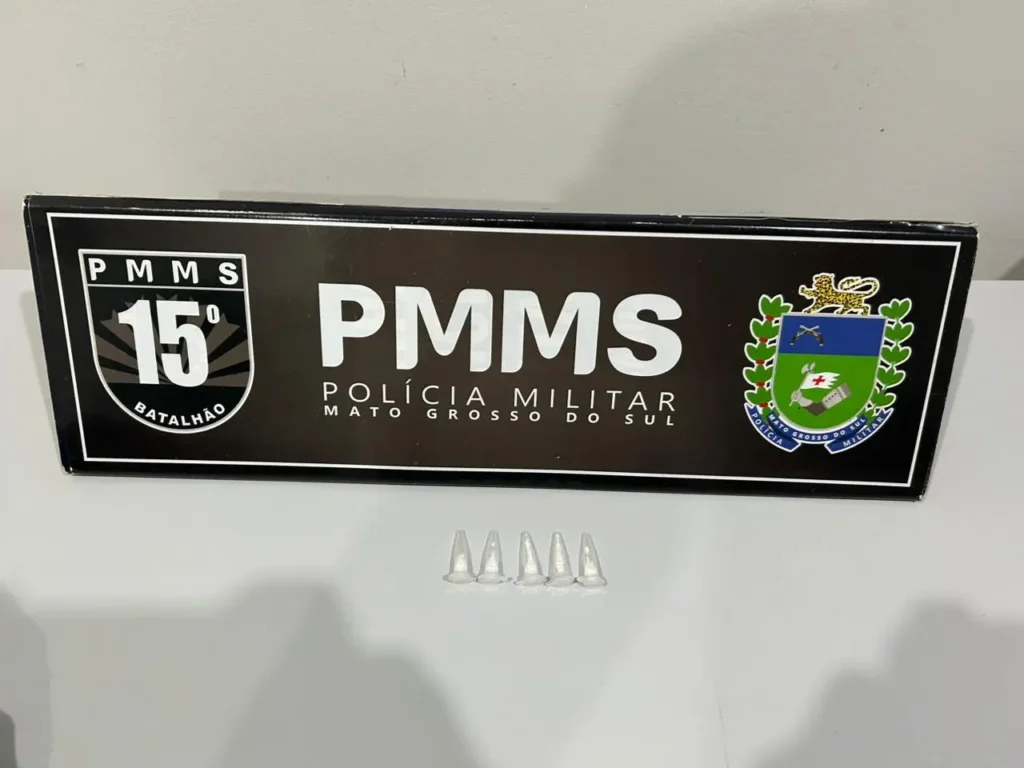 PMMS
15º
BATALHÃO
PMMS
POLÍCIA MILITAR
MATO GROSSO DO SUL
MATO GROSSO DO SUL
POLÍCIA MILITAR